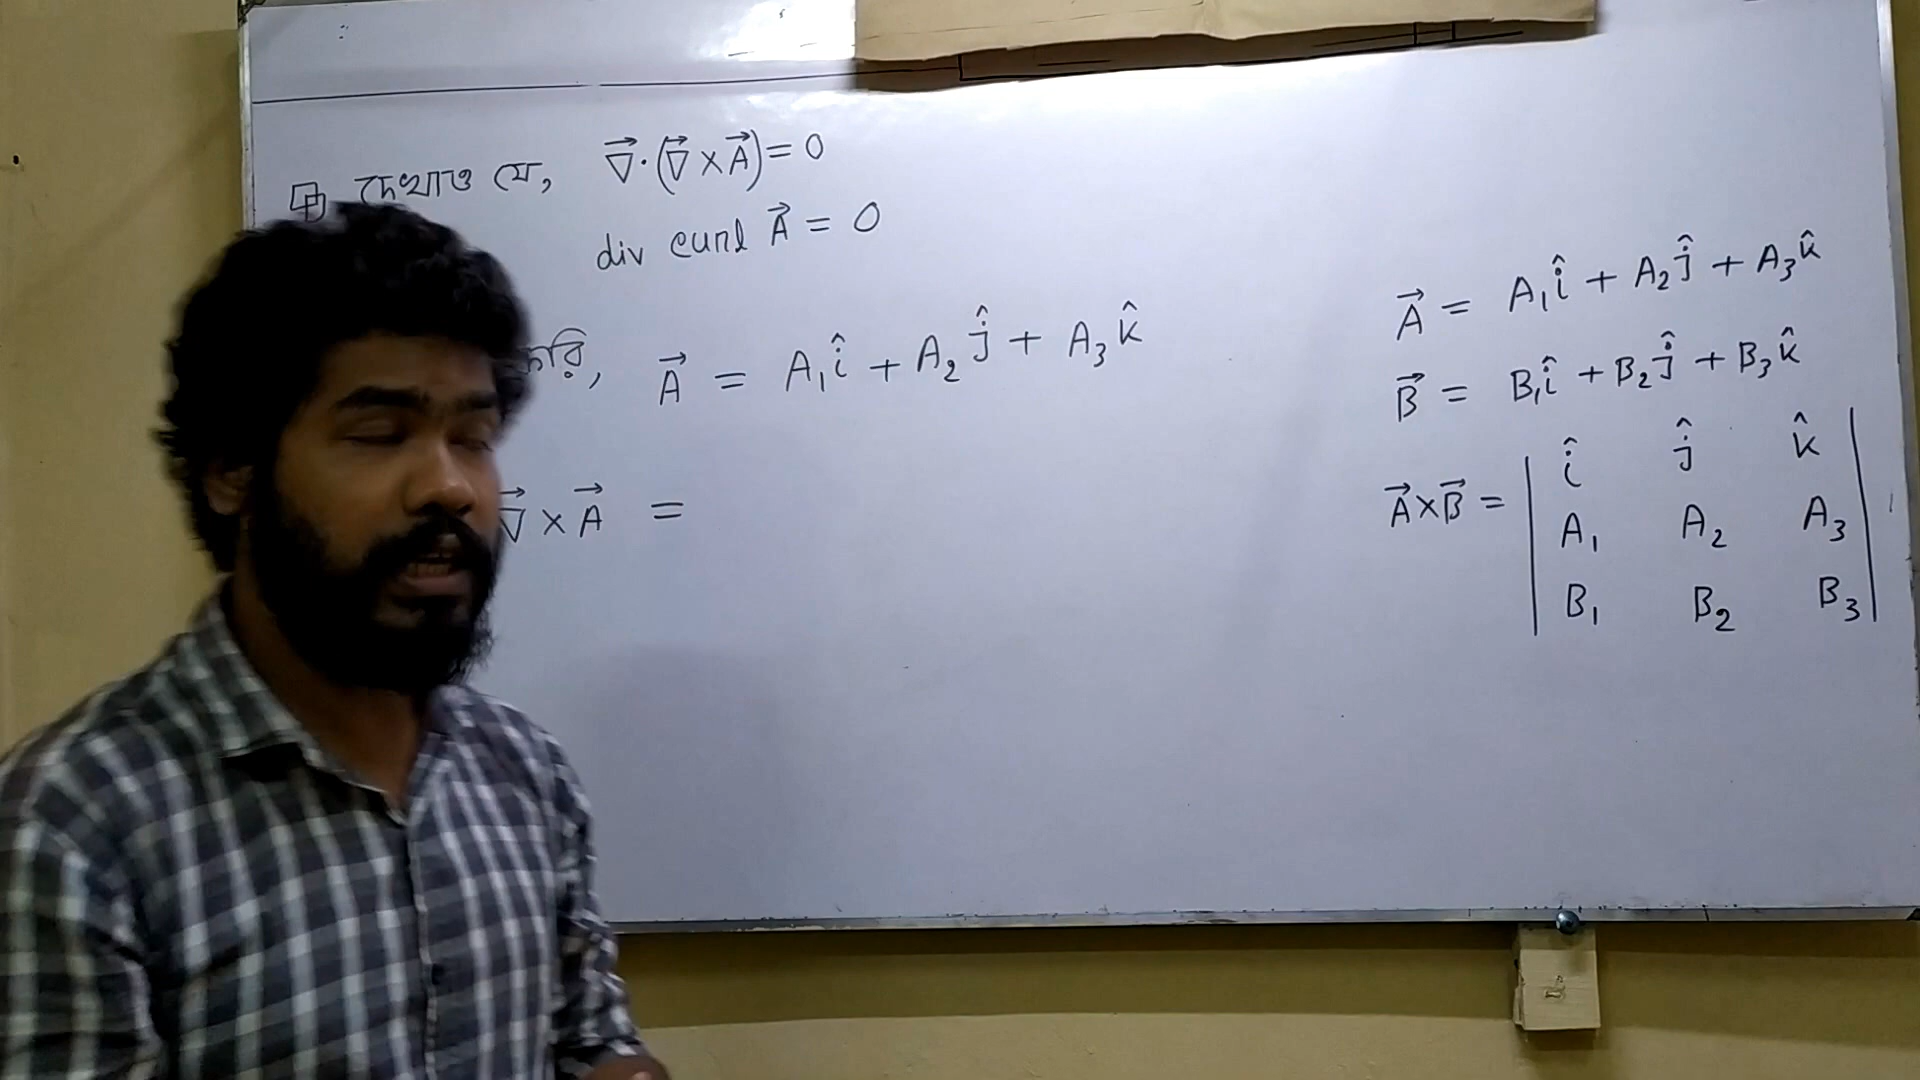 দেখাও যে, ∇⃗·(∇⃗ × A⃗) = 0
div curl A⃗ = 0
করি, A⃗ = A₁î + A₂ĵ + A₃k̂
∇⃗ × A⃗ =
A⃗ = A₁î + A₂ĵ + A₃k̂
B⃗ = B₁î + B₂ĵ + B₃k̂
A⃗×B⃗ = | î ĵ k̂ |
| A₁ A₂ A₃ |
| B₁ B₂ B₃ |